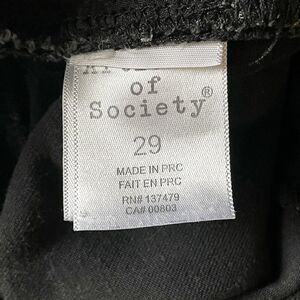 of
Society®
29
MADE IN PRC
FAIT EN PRC
RN# 137479
CA# 00803